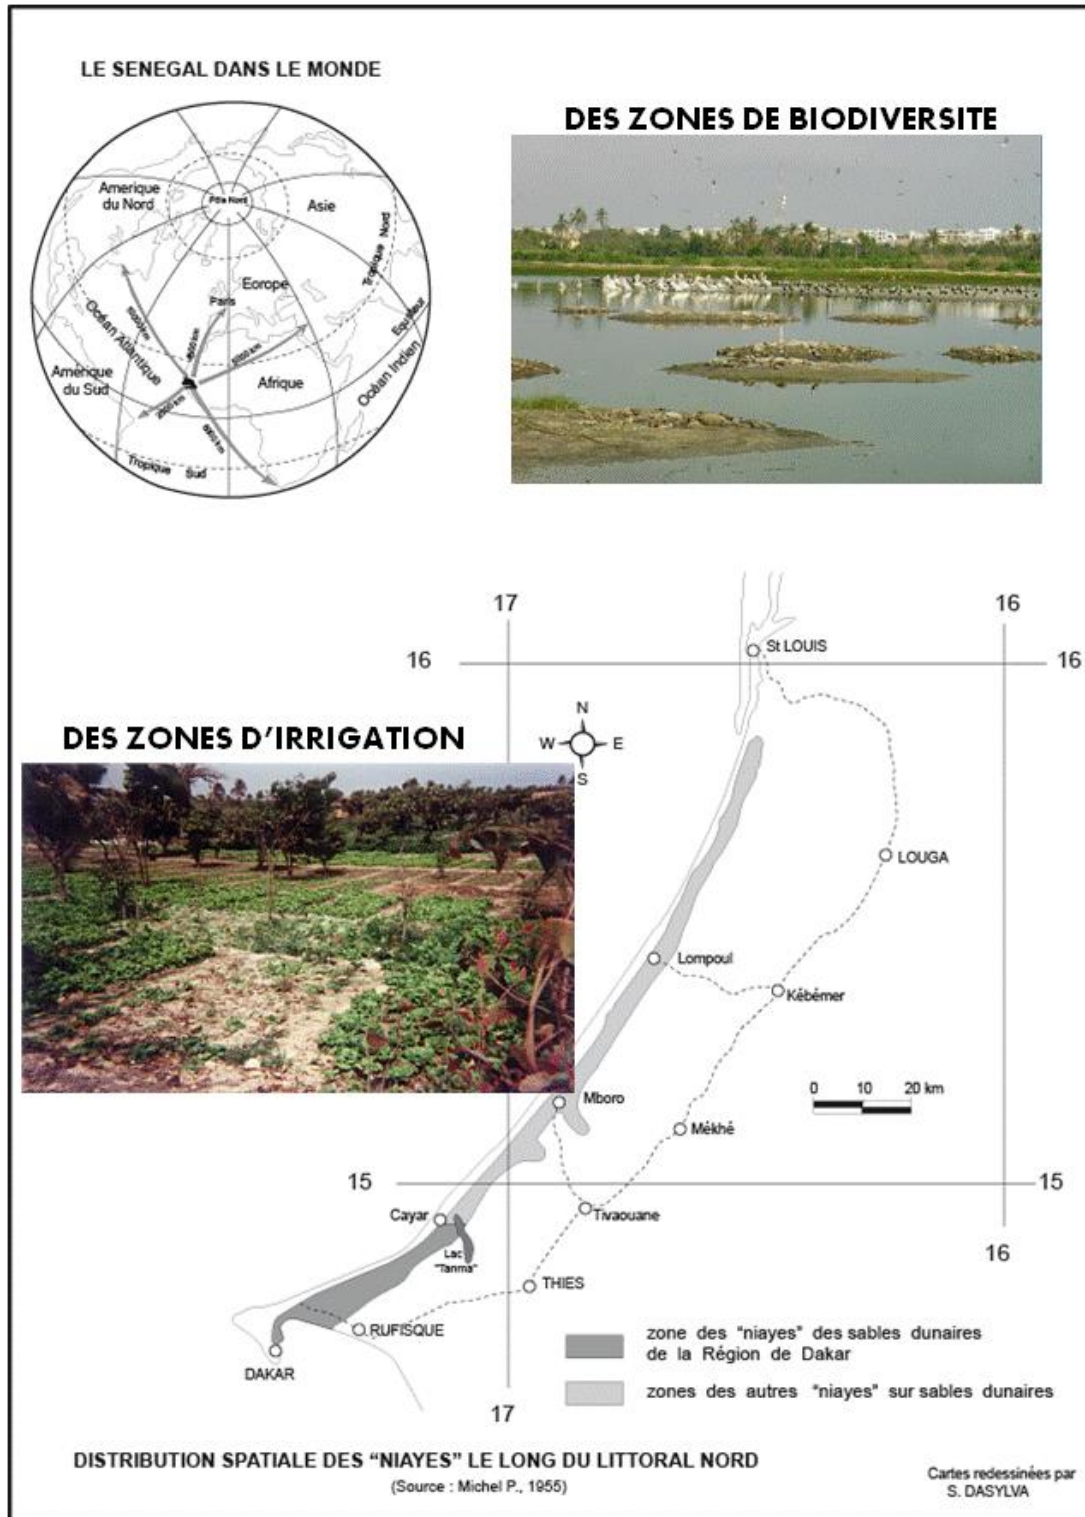 LE SENEGAL DANS LE MONDE
Amerique
du Nord
Pôle Nord
Asie
Tropique Nord
Eorope
Paris
Equateur
Océan Atlantique
Océan Indien
Amérique
du Sud
Afrique
2500 km
Tropique Sud
DES ZONES DE BIODIVERSITE
17
16
16
16
St LOUIS
DES ZONES D'IRRIGATION
N
W
E
S
LOUGA
Lompoul
Kébémer
Mboro
0 10 20 km
Mékhé
15
15
Cayar
Tivaouane
Lac
"Tanma"
16
THIES
RUFISQUE
DAKAR
zone des "niayes" des sables dunaires
de la Région de Dakar
zones des autres "niayes" sur sables dunaires
17
DISTRIBUTION SPATIALE DES "NIAYES" LE LONG DU LITTORAL NORD
(Source : Michel P., 1955)
Cartes redessinées par
S. DASYLVA